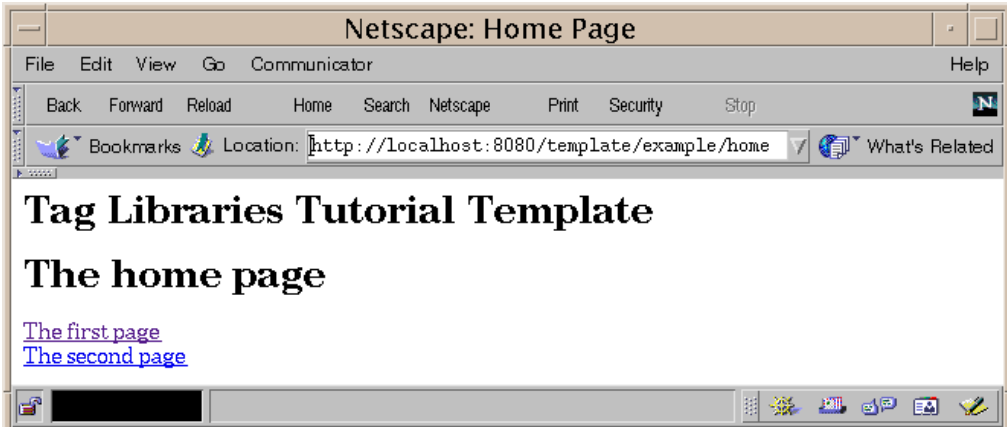 Netscape: Home Page
File Edit View Go Communicator Help
Back Forward Reload Home Search Netscape Print Security Stop N
Bookmarks Location: http://localhost:8080/template/example/home What's Related
Tag Libraries Tutorial Template
The home page
The first page
The second page